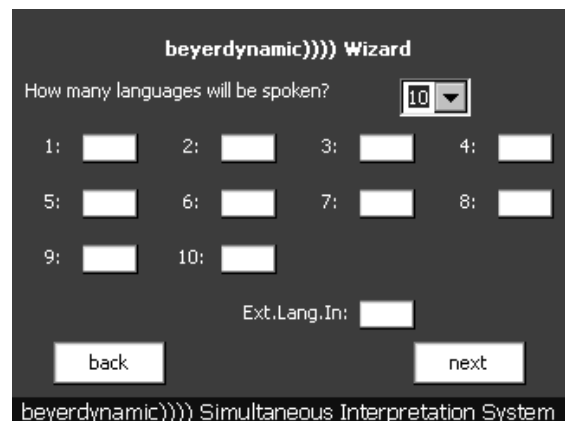 beyerdynamic)))) Wizard
How many languages will be spoken? 10
1: 2: 3: 4:
5: 6: 7: 8:
9: 10:
Ext.Lang.In:
back next
beyerdynamic)))) Simultaneous Interpretation System